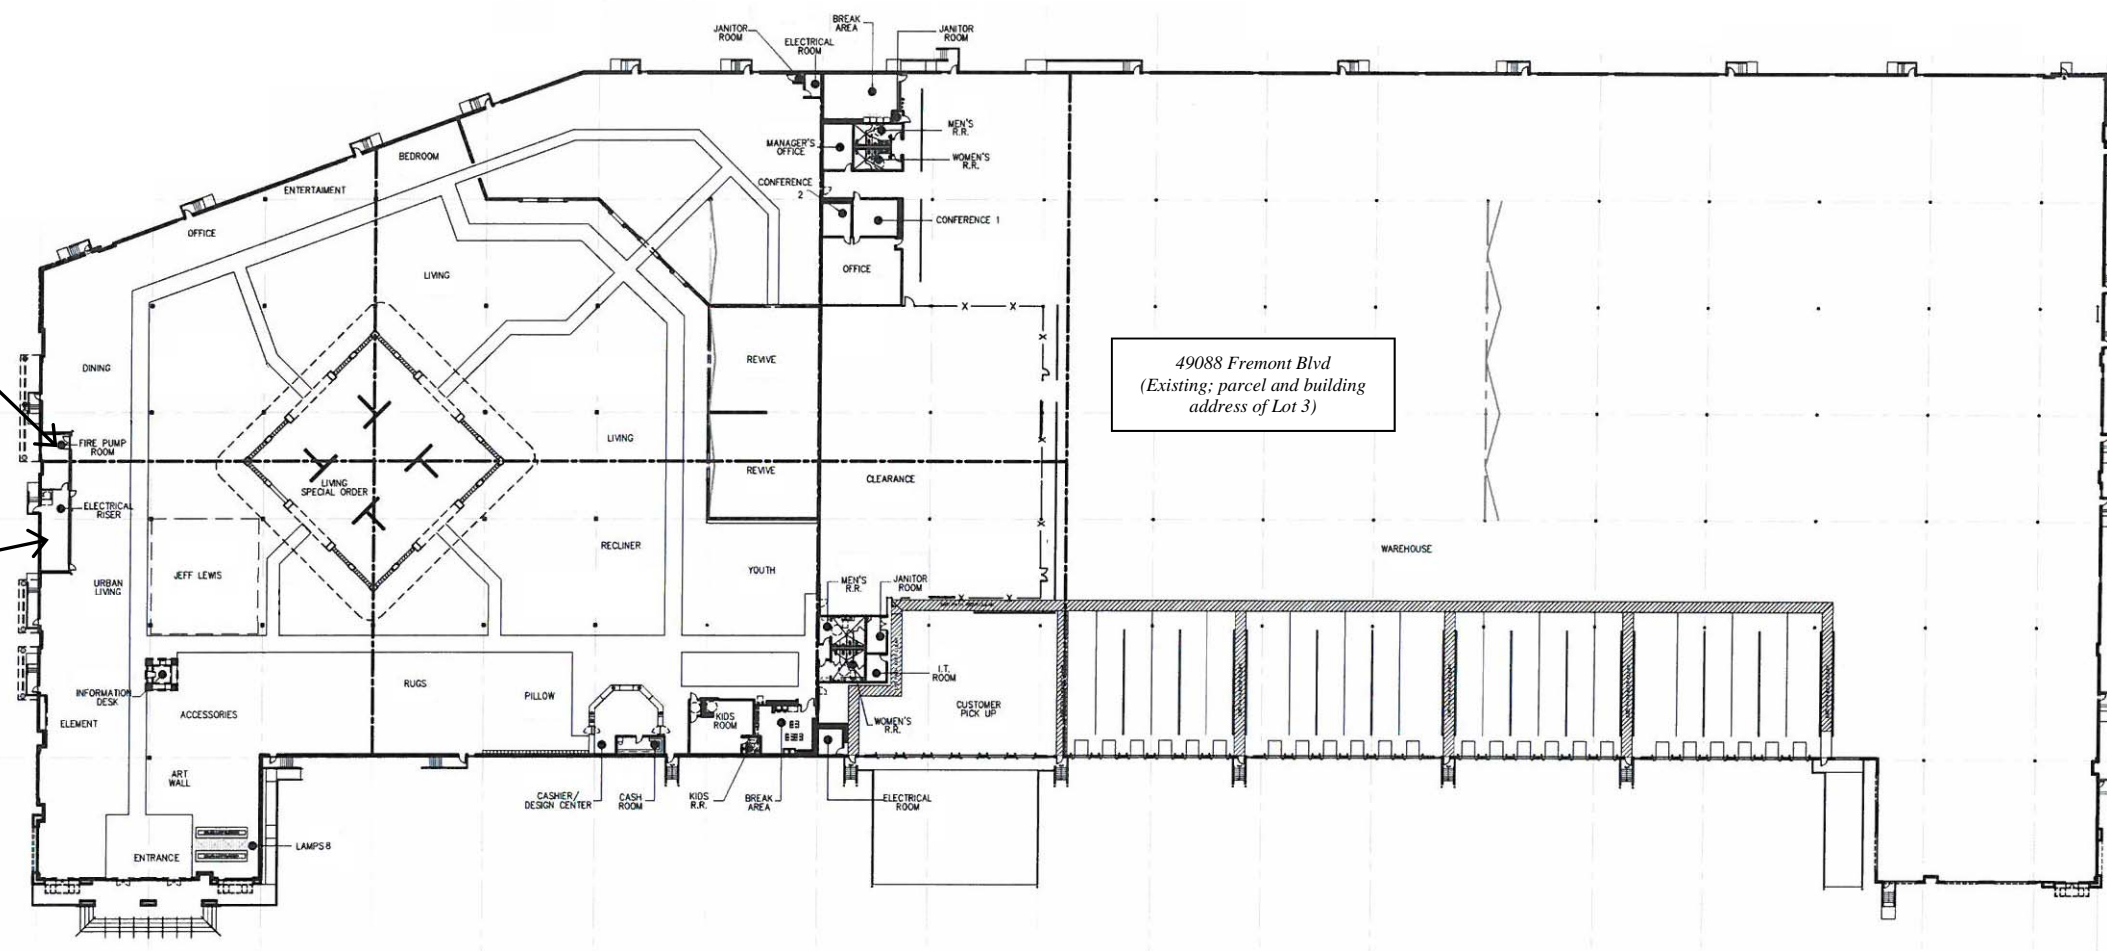 BREAK
AREA
JANITOR
ROOM
JANITOR
ROOM
ELECTRICAL
ROOM
MEN'S
R.R.
MANAGER'S
OFFICE
WOMEN'S
R.R.
BEDROOM
CONFERENCE
2
ENTERTAIMENT
CONFERENCE 1
OFFICE
OFFICE
LIVING
REVIVE
49088 Fremont Blvd
(Existing; parcel and building
address of Lot 3)
DINING
LIVING
FIRE PUMP
ROOM
REVIVE
CLEARANCE
LIVING
SPECIAL ORDER
ELECTRICAL
RISER
RECLINER
WAREHOUSE
JEFF LEWIS
YOUTH
URBAN
LIVING
MEN'S
R.R.
JANITOR
ROOM
I.T.
ROOM
RUGS
INFORMATION
DESK
PILLOW
CUSTOMER
PICK UP
ACCESSORIES
KIDS
ROOM
ELEMENT
WOMEN'S
R.R.
ART
WALL
CASHIER/
DESIGN CENTER
CASH
ROOM
KIDS
R.R.
BREAK
AREA
ELECTRICAL
ROOM
LAMPS 8
ENTRANCE